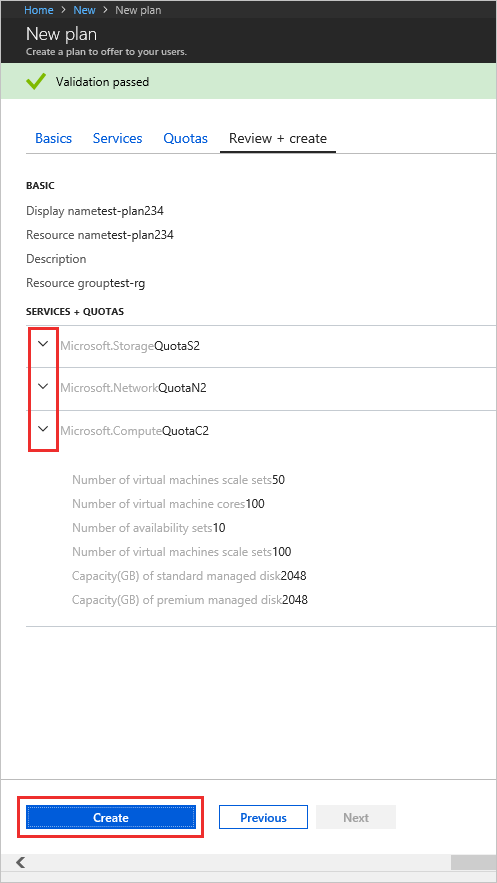 Home > New > New plan
New plan
Create a plan to offer to your users.
Validation passed
Basics Services Quotas Review + create
BASIC
Display nametest-plan234
Resource nametest-plan234
Description
Resource grouptest-rg
SERVICES + QUOTAS
Microsoft.StorageQuotaS2
Microsoft.NetworkQuotaN2
Microsoft.ComputeQuotaC2
Number of virtual machines scale sets50
Number of virtual machine cores100
Number of availability sets10
Number of virtual machines scale sets100
Capacity(GB) of standard managed disk2048
Capacity(GB) of premium managed disk2048
Create Previous Next